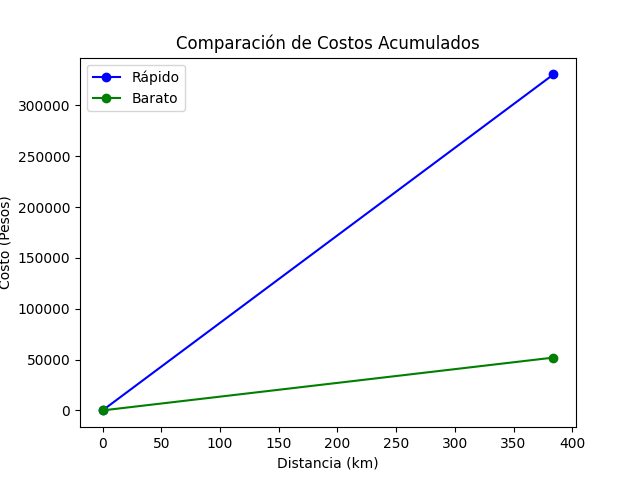 Comparación de Costos Acumulados
Rápido
Barato
Costo (Pesos)
300000
250000
200000
150000
100000
50000
0
0 50 100 150 200 250 300 350 400
Distancia (km)